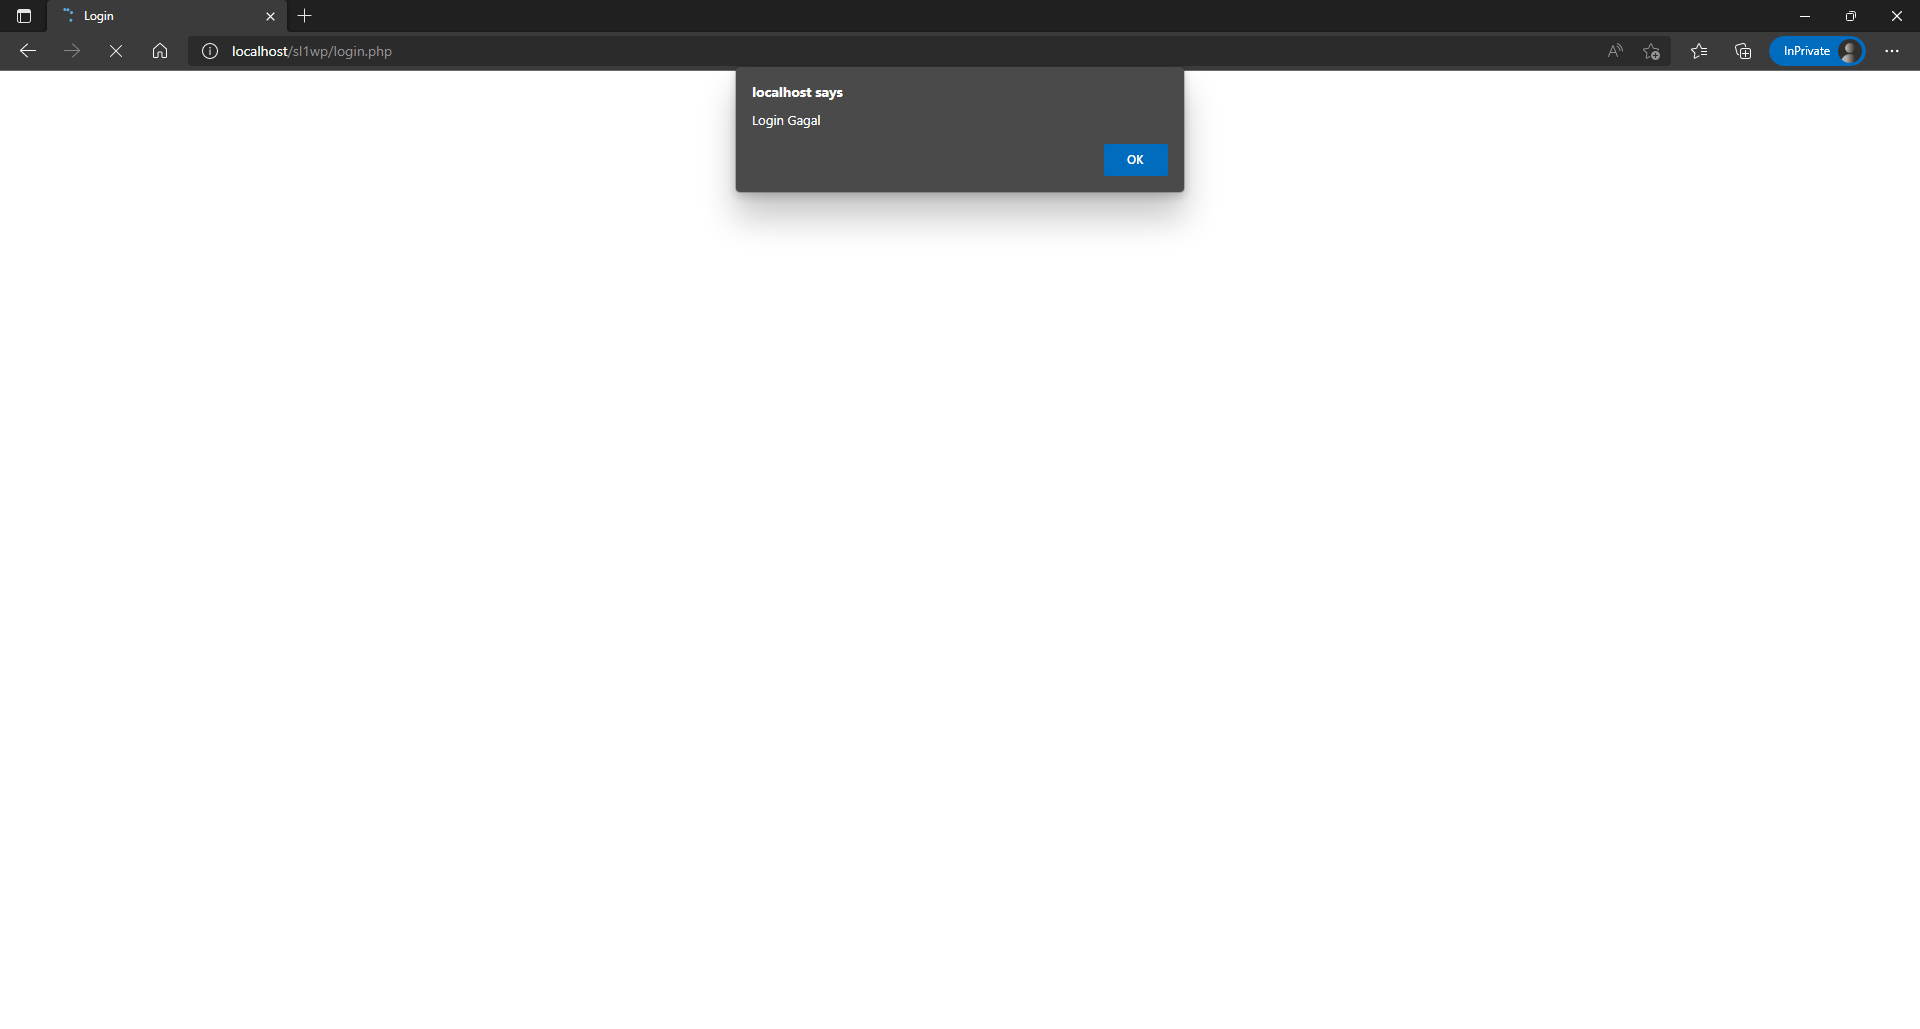 Login
localhost/sl1wp/login.php
InPrivate
localhost says
Login Gagal
OK